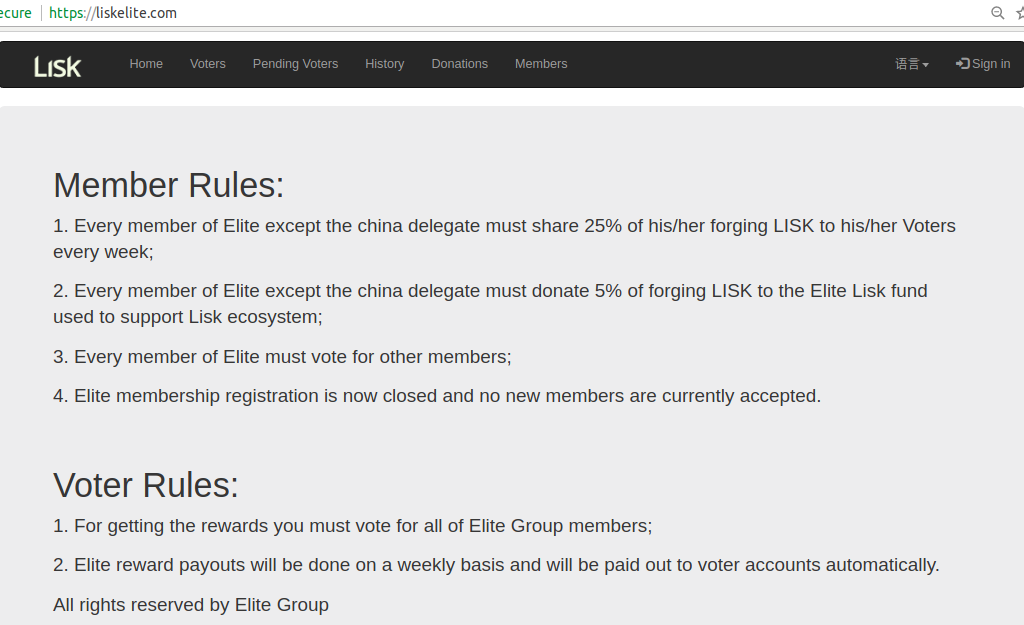 ecure https://liskelite.com
Lisk Home Voters Pending Voters History Donations Members 语言 Sign in
Member Rules:
1. Every member of Elite except the china delegate must share 25% of his/her forging LISK to his/her Voters
every week;
2. Every member of Elite except the china delegate must donate 5% of forging LISK to the Elite Lisk fund
used to support Lisk ecosystem;
3. Every member of Elite must vote for other members;
4. Elite membership registration is now closed and no new members are currently accepted.
Voter Rules:
1. For getting the rewards you must vote for all of Elite Group members;
2. Elite reward payouts will be done on a weekly basis and will be paid out to voter accounts automatically.
All rights reserved by Elite Group